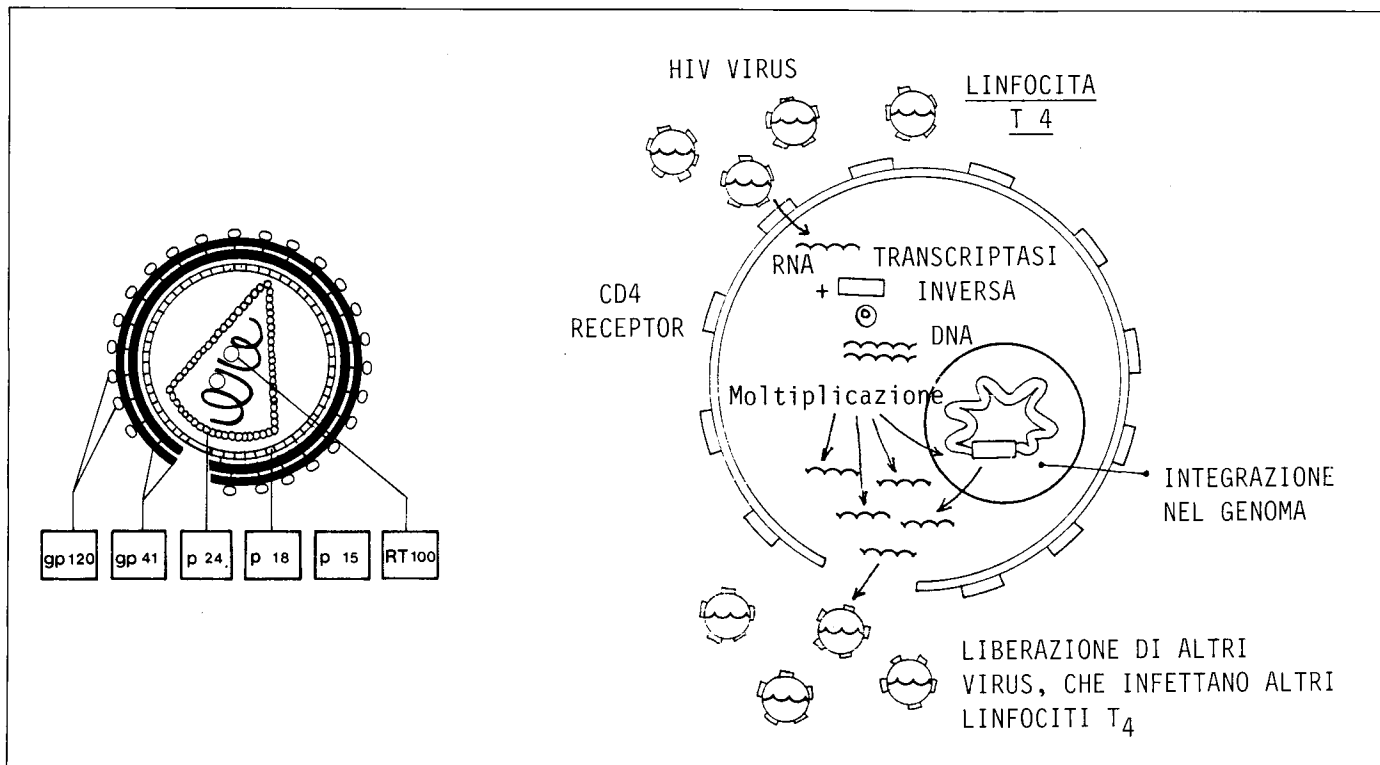 HIV VIRUS
LINFOCITA
T 4
RNA
+
TRANSCRIPTASI
INVERSA
CD4
RECEPTOR
DNA
Moltiplicazione
INTEGRAZIONE
NEL GENOMA
gp 120
gp 41
p 24
p 18
p 15
RT 100
LIBERAZIONE DI ALTRI
VIRUS, CHE INFETTANO ALTRI
LINFOCITI T4